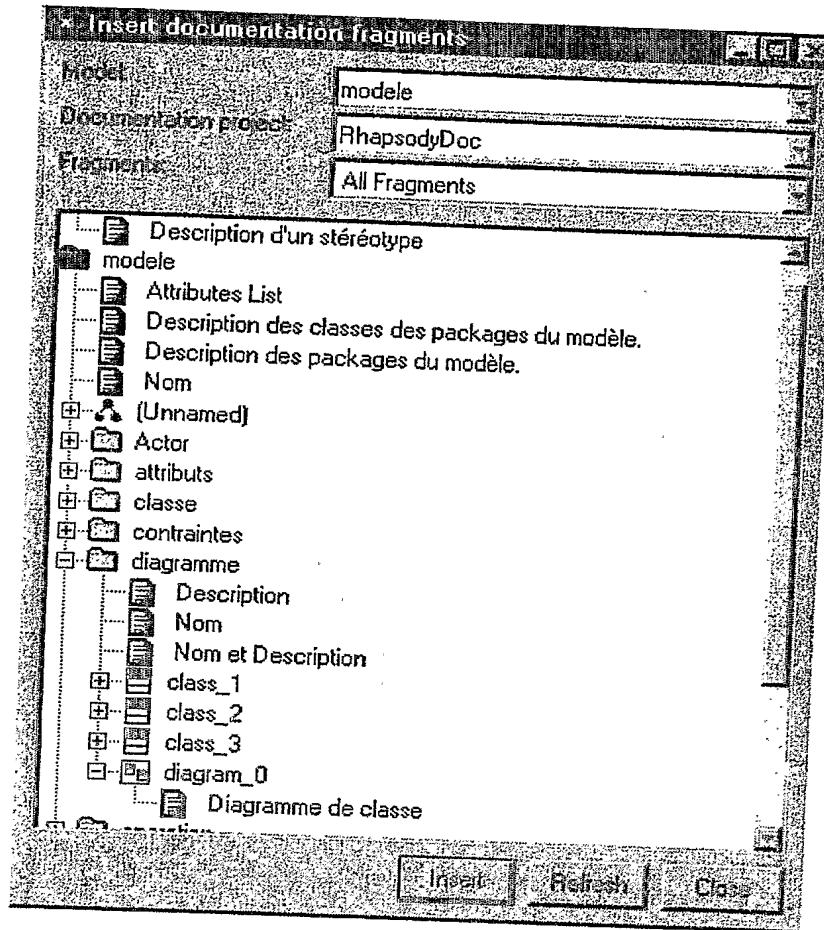 Insert documentation fragments
Model:
modele
Documentation project:
RhapsodyDoc
Fragments:
All Fragments
Description d'un stéréotype
modele
Attributes List
Description des classes des packages du modèle.
Description des packages du modèle.
Nom
(Unnamed)
Actor
attributs
classe
contraintes
diagramme
Description
Nom
Nom et Description
class_1
class_2
class_3
diagram_0
Diagramme de classe
Insert
Refresh
Close